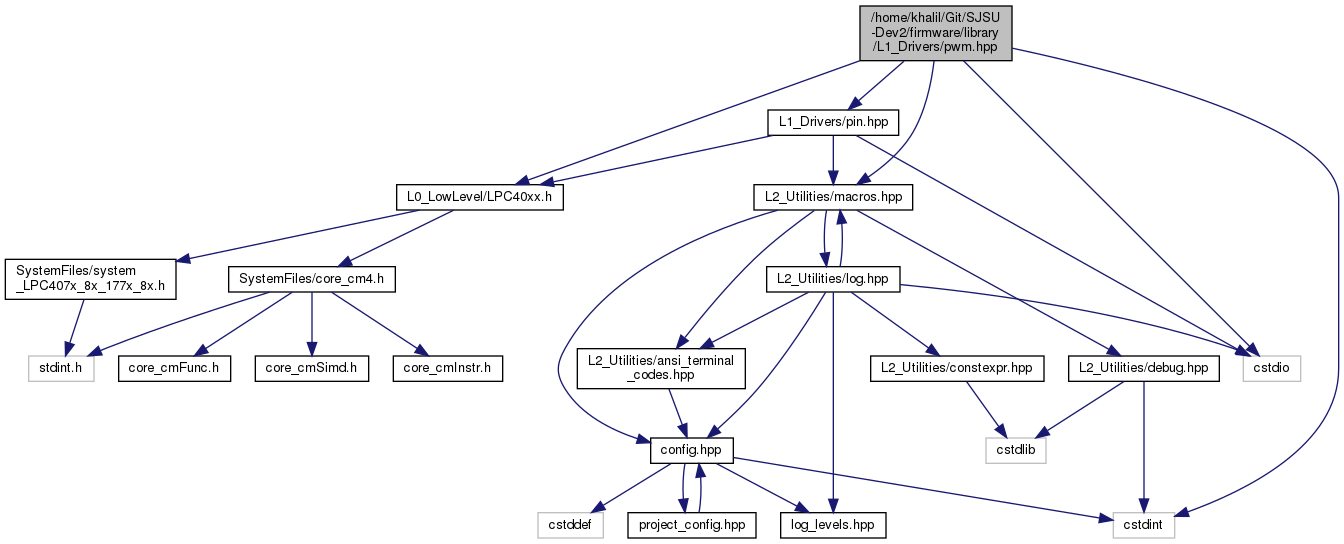 /home/khalil/Git/SJSU
-Dev2/firmware/library
/L1_Drivers/pwm.hpp
L1_Drivers/pin.hpp
L0_LowLevel/LPC40xx.h
L2_Utilities/macros.hpp
SystemFiles/system
_LPC407x_8x_177x_8x.h
SystemFiles/core_cm4.h
L2_Utilities/log.hpp
stdint.h
core_cmFunc.h
core_cmSimd.h
core_cmInstr.h
L2_Utilities/ansi_terminal
_codes.hpp
L2_Utilities/constexpr.hpp
L2_Utilities/debug.hpp
cstdio
config.hpp
cstdlib
cstddef
project_config.hpp
log_levels.hpp
cstdint